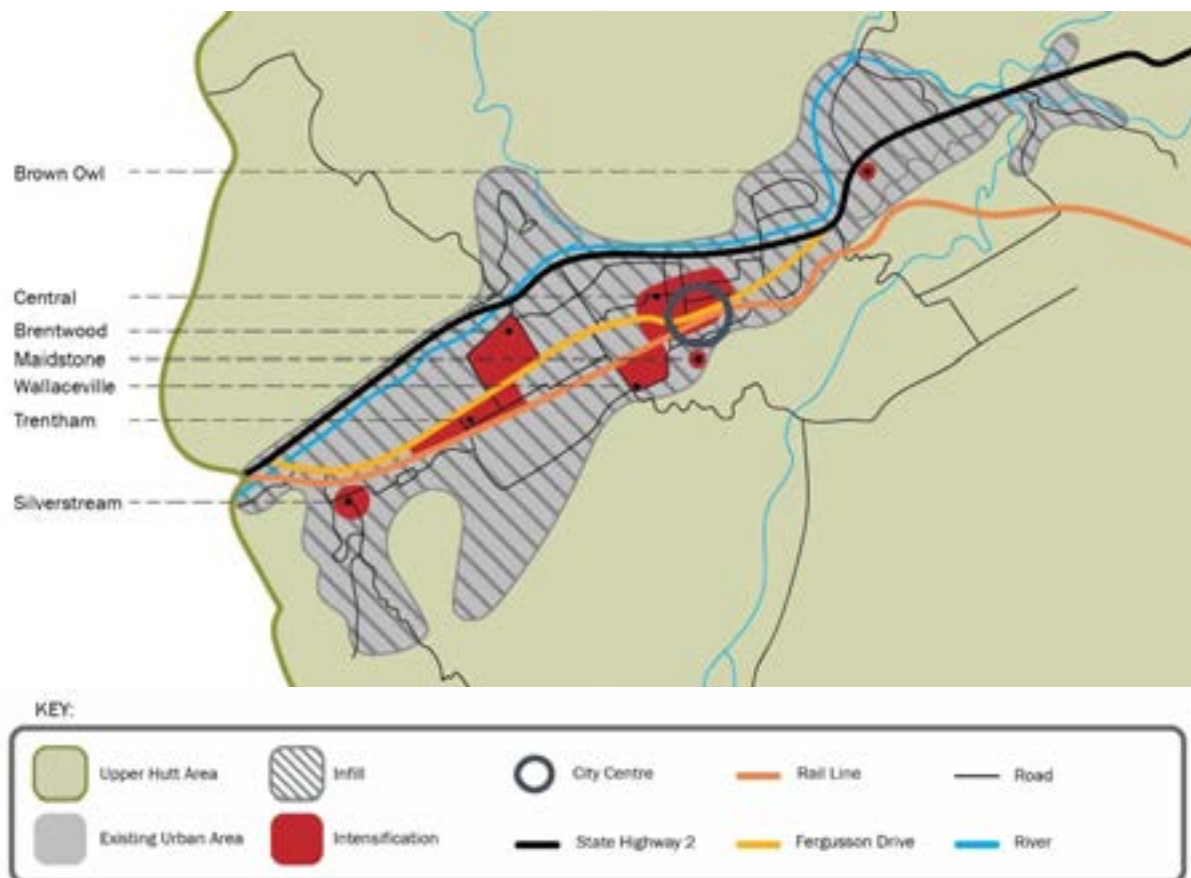 Brown Owl
Central
Brentwood
Maidstone
Wallaceville
Trentham
Silverstream
KEY:
Upper Hutt Area
Infill
City Centre
Rail Line
Road
Existing Urban Area
Intensification
State Highway 2
Fergusson Drive
River